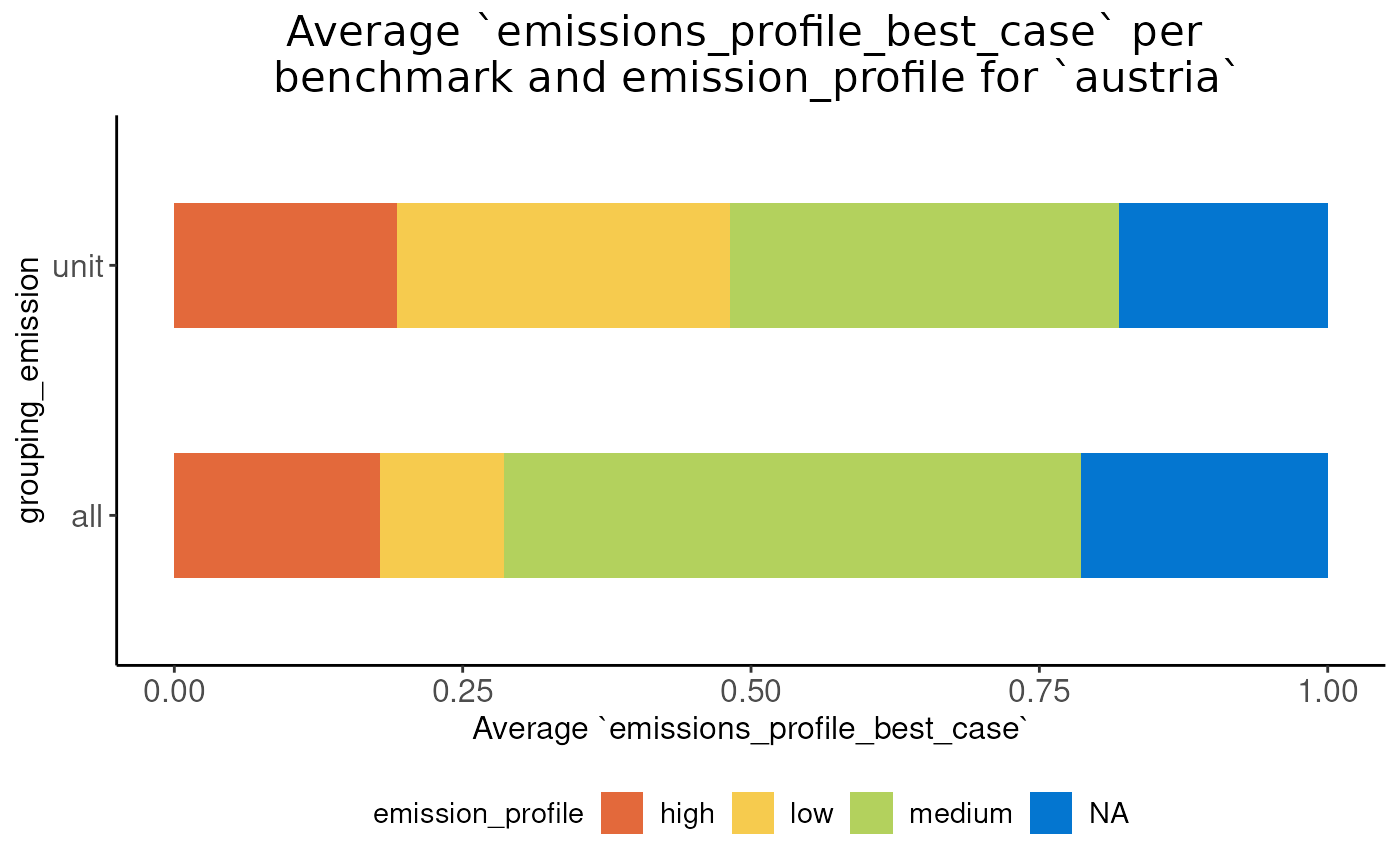 Average `emissions_profile_best_case` per
benchmark and emission_profile for `austria`
grouping_emission
unit
all
0.00 0.25 0.50 0.75 1.00
Average `emissions_profile_best_case`
emission_profile high low medium NA